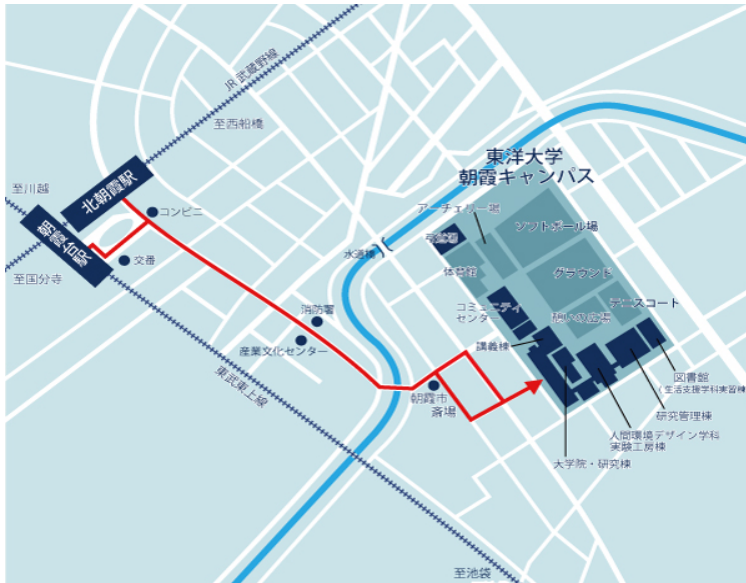 JR 武蔵野線
至西船橋
東洋大学
朝霞キャンパス
至川越
北朝霞駅
コンビニ
アーチェリー場
弓道場
ソフトボール場
朝霞台駅
水道橋
交番
体育館
グラウンド
至国分寺
コミュニティ
センター
テニスコート
消防署
憩いの広場
産業文化センター
講義棟
東武東上線
図書館
(生活支援学科実習棟
朝霞市
斎場
研究管理棟
人間環境デザイン学科
実験工房棟
大学院・研究棟
至池袋